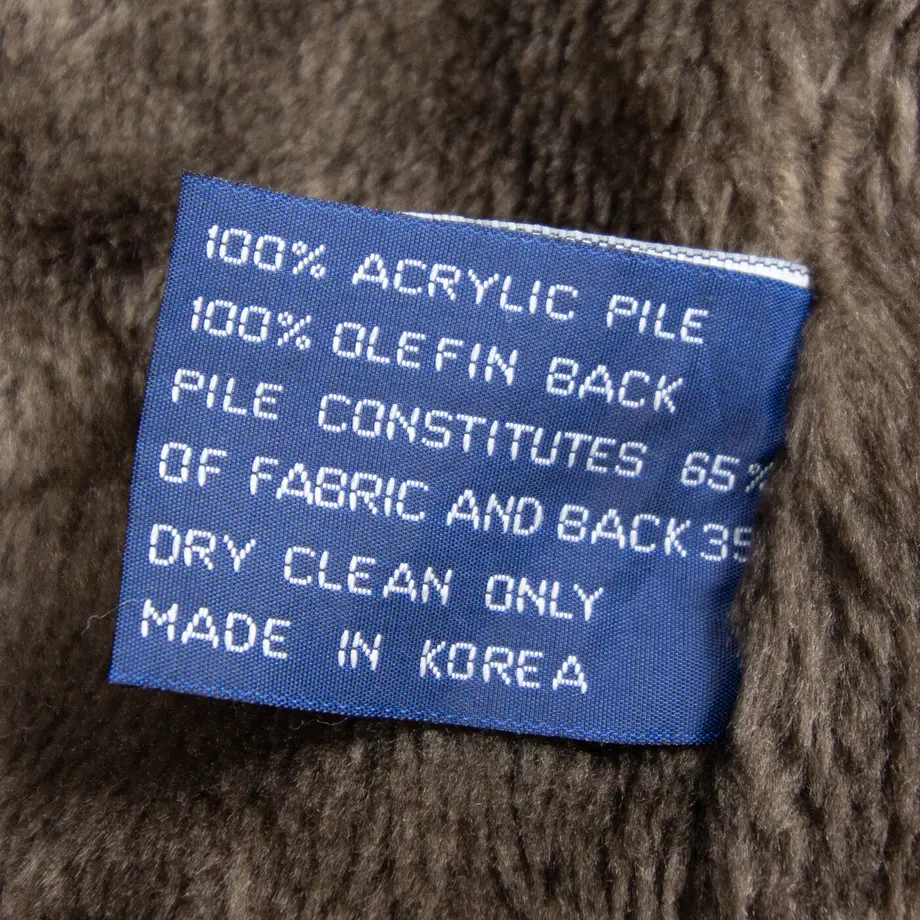 100% ACRYLIC PILE
100% OLEFIN BACK
PILE CONSTITUTES 65%
OF FABRIC AND BACK 35
DRY CLEAN ONLY
MADE IN KOREA